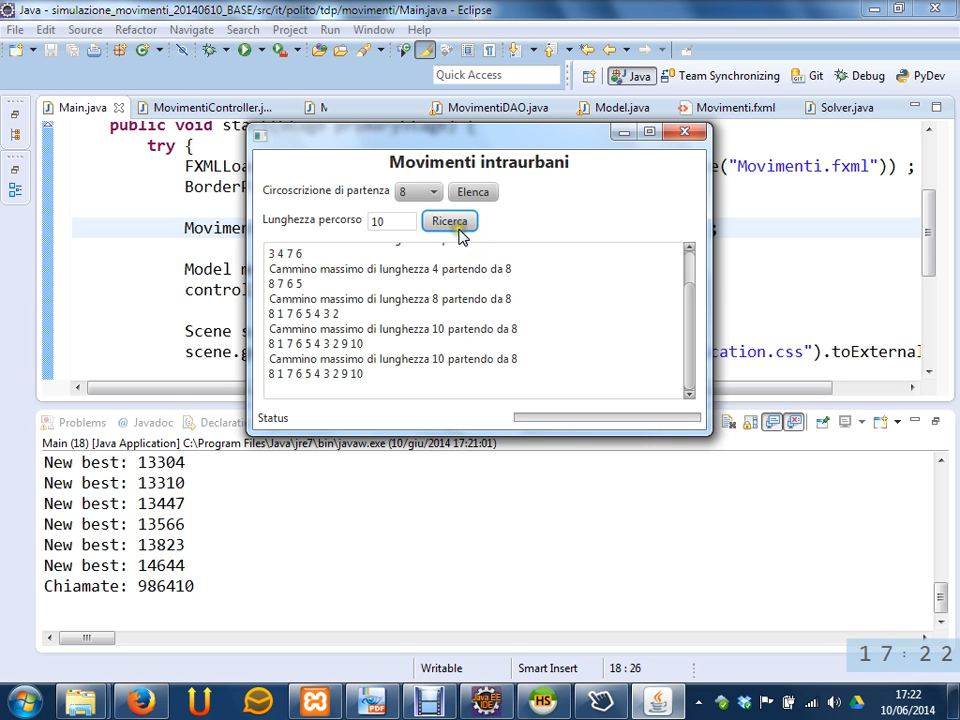 Java - simulazione_movimenti_20140610_BASE/src/it/polito/tdp/movimenti/Main.java - Eclipse
File Edit Source Refactor Navigate Search Project Run Window Help
Quick Access
Java Team Synchronizing Git Debug PyDev
Main.java MovimentiController.j... M MovimentiDAO.java Model.java Movimenti.fxml Solver.java
public void sta
try {
FXMLLoa
e("Movimenti.fxml")) ;
BorderP
Movimen
;
Model m
contro
Scene s
scene.g
cation.css").toExternal
Movimenti intraurbani
Circoscrizione di partenza 8 Elenca
Lunghezza percorso 10 Ricerca
3 4 7 6
Cammino massimo di lunghezza 4 partendo da 8
8 7 6 5
Cammino massimo di lunghezza 8 partendo da 8
8 1 7 6 5 4 3 2
Cammino massimo di lunghezza 10 partendo da 8
8 1 7 6 5 4 3 2 9 10
Cammino massimo di lunghezza 10 partendo da 8
8 1 7 6 5 4 3 2 9 10
Status
Problems @ Javadoc Declarati
Main (18) [Java Application] C:\Program Files\Java\jre7\bin\javaw.exe (10/giu/2014 17:21:01)
New best: 13304
New best: 13310
New best: 13447
New best: 13566
New best: 13823
New best: 14644
Chiamate: 986410
17:22
Writable Smart Insert 18 : 26
17:22
10/06/2014